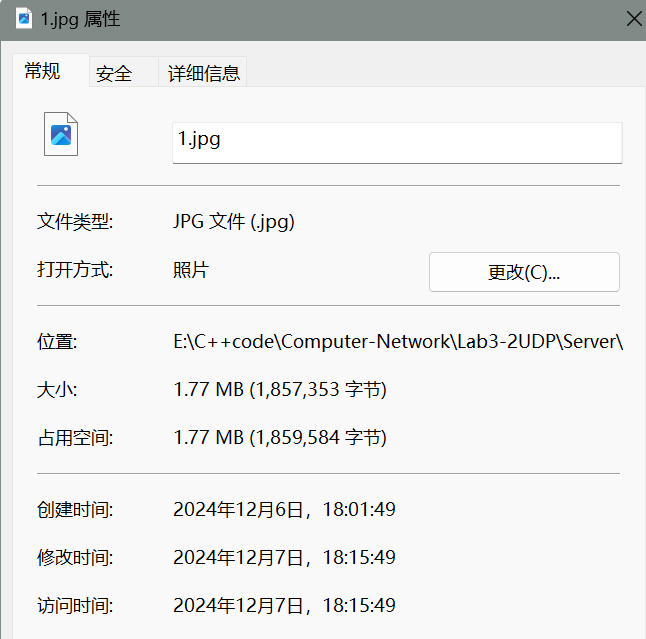 1.jpg 属性
常规 安全 详细信息
1.jpg
文件类型: JPG 文件 (.jpg)
打开方式: 照片 更改(C)...
位置: E:\C++code\Computer-Network\Lab3-2UDP\Server\
大小: 1.77 MB (1,857,353 字节)
占用空间: 1.77 MB (1,859,584 字节)
创建时间: 2024年12月6日，18:01:49
修改时间: 2024年12月7日，18:15:49
访问时间: 2024年12月7日，18:15:49